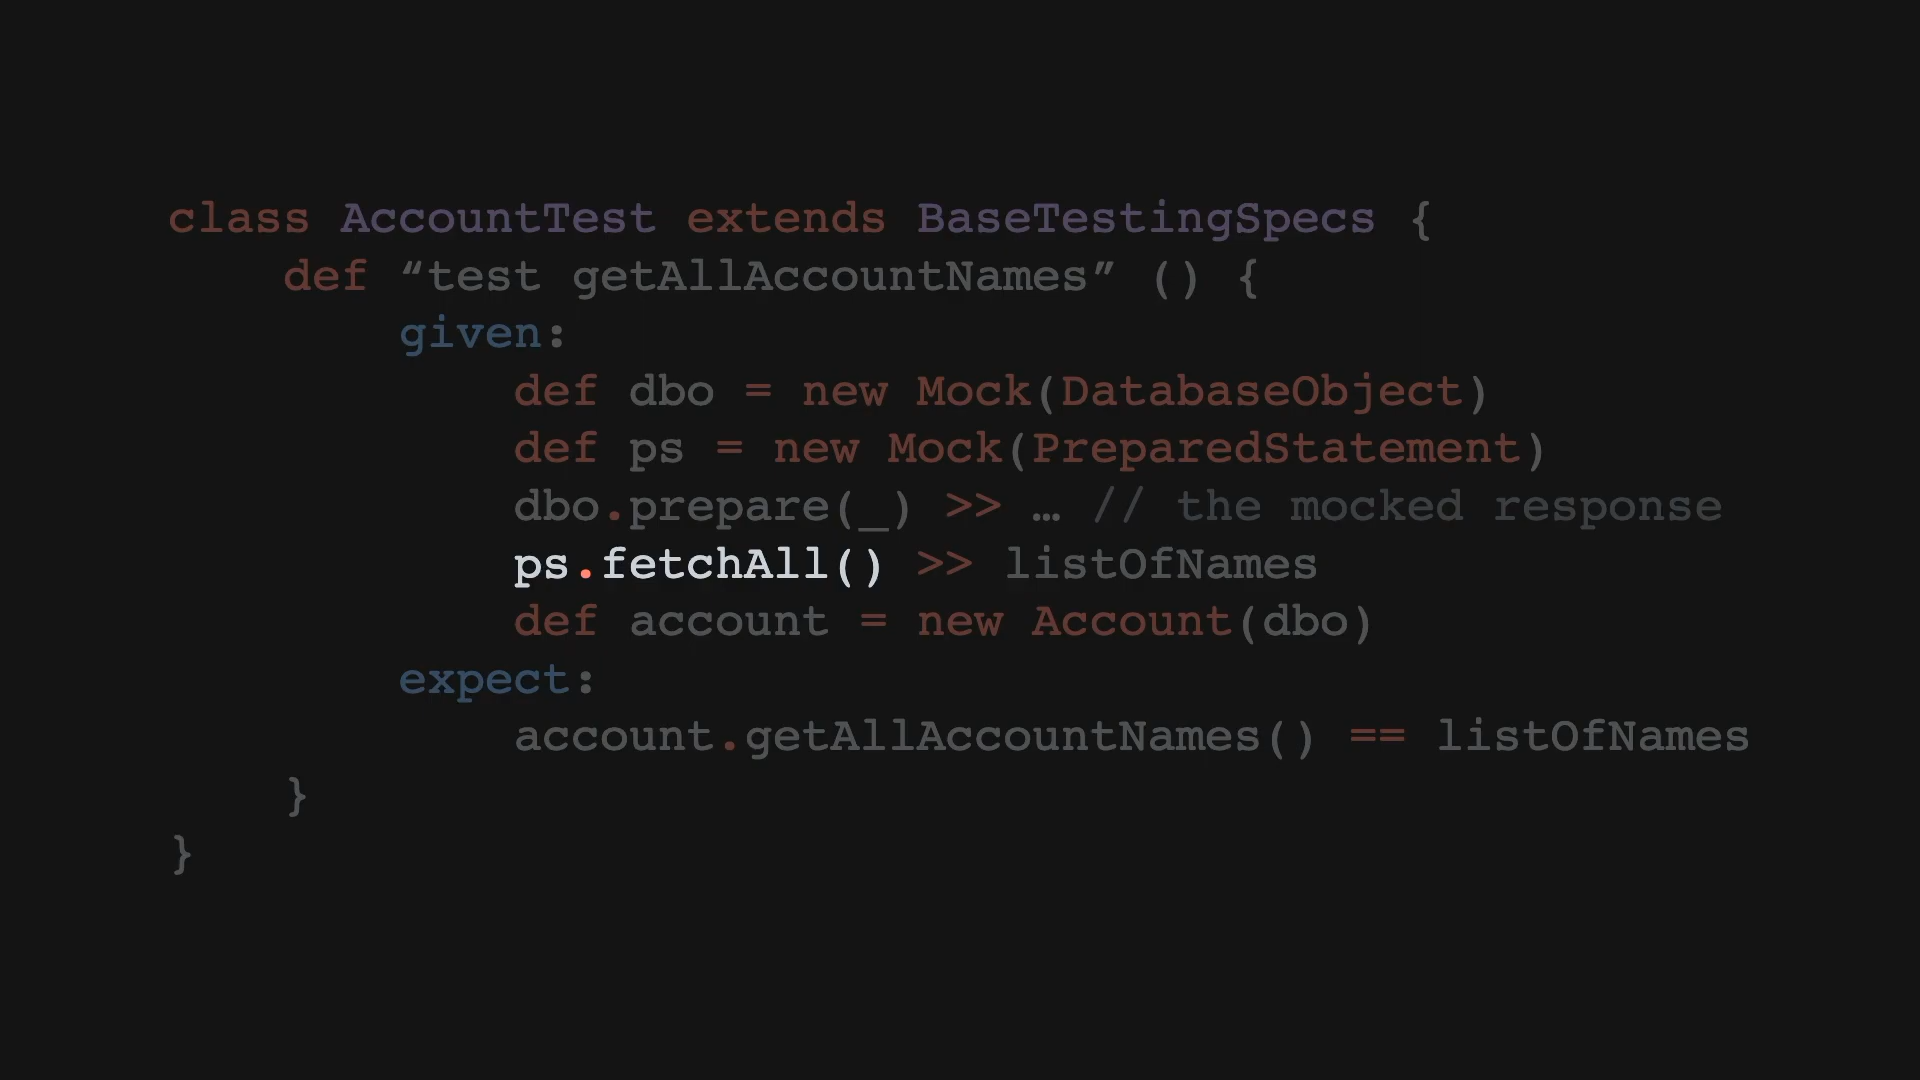 class AccountTest extends BaseTestingSpecs {
def “test getAllAccountNames” () {
given:
def dbo = new Mock(DatabaseObject)
def ps = new Mock(PreparedStatement)
dbo.prepare(_) >> … // the mocked response
ps.fetchAll() >> listOfNames
def account = new Account(dbo)
expect:
account.getAllAccountNames() == listOfNames
}
}